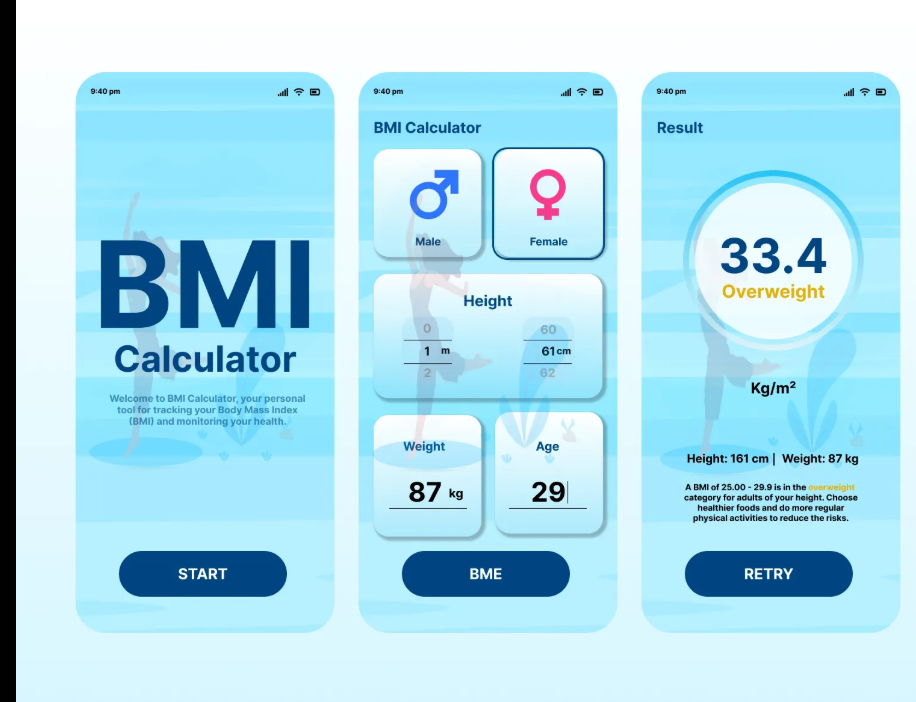 9:40 pm
BMI
Calculator
Welcome to BMI Calculator, your personal
tool for tracking your Body Mass Index
(BMI) and monitoring your health.
START
9:40 pm
BMI Calculator
Male
Female
Height
0
60
1 m
61 cm
2
62
Weight
Age
87 kg
29
BME
9:40 pm
Result
33.4
Overweight
Kg/m²
Height: 161 cm | Weight: 87 kg
A BMI of 25.00 - 29.9 is in the overweight
category for adults of your height. Choose
healthier foods and do more regular
physical activities to reduce the risks.
RETRY